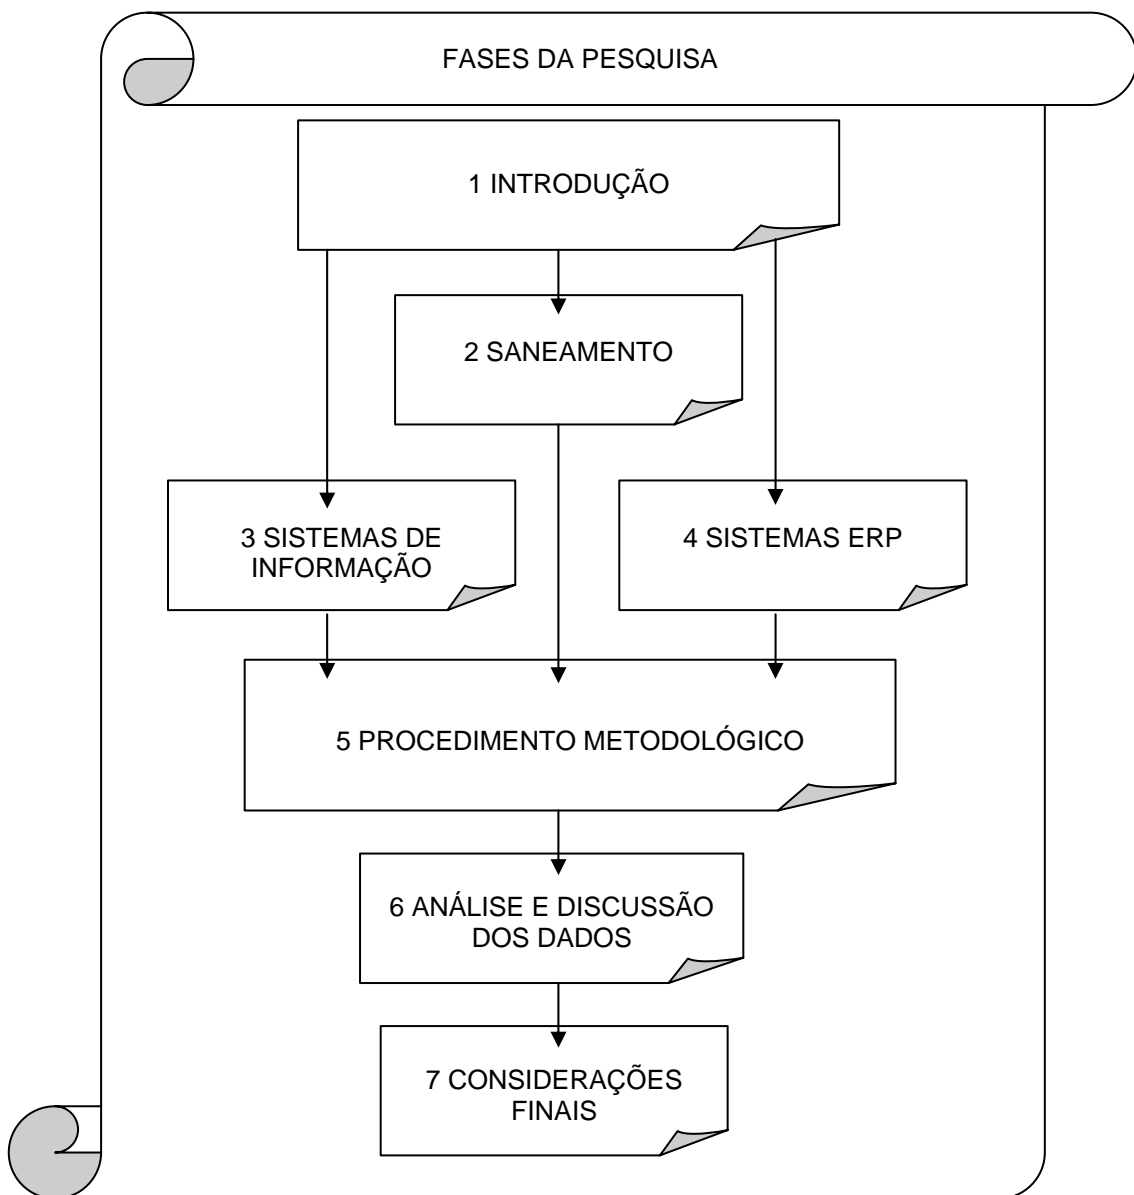 FASES DA PESQUISA
1 INTRODUÇÃO
2 SANEAMENTO
3 SISTEMAS DE
INFORMAÇÃO
4 SISTEMAS ERP
5 PROCEDIMENTO METODOLÓGICO
6 ANÁLISE E DISCUSSÃO
DOS DADOS
7 CONSIDERAÇÕES
FINAIS